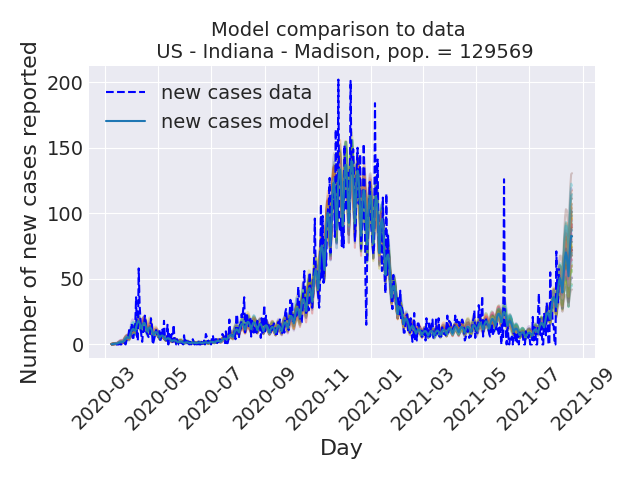 Model comparison to data
US - Indiana - Madison, pop. = 129569
Number of new cases reported
200
150
100
50
0
new cases data
new cases model
2020-03
2020-05
2020-07
2020-09
2020-11
2021-01
2021-03
2021-05
2021-07
2021-09
Day